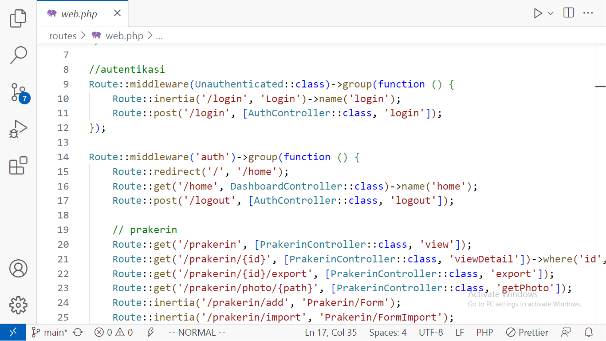 web.php
routes > web.php > ...
7
8 //autentikasi
9 Route::middleware(Unauthenticated::class)->group(function () {
10 Route::inertia('/login', 'Login')->name('login');
11 Route::post('/login', [AuthController::class, 'login']);
12 });
13
14 Route::middleware('auth')->group(function () {
15 Route::redirect('/', '/home');
16 Route::get('/home', DashboardController::class)->name('home');
17 Route::post('/logout', [AuthController::class, 'logout']);
18
19 // prakerin
20 Route::get('/prakerin', [PrakerinController::class, 'view']);
21 Route::get('/prakerin/{id}', [PrakerinController::class, 'viewDetail'])->where('id',
22 Route::get('/prakerin/{id}/export', [PrakerinController::class, 'export']);
23 Route::get('/prakerin/photo/{path}', [PrakerinController::class, 'getPhoto']);
24 Route::inertia('/prakerin/add', 'Prakerin/Form');
25 Route::inertia('/prakerin/import', 'Prakerin/FormImport');
7
Activate Windows
Go to PC settings to activate Windows.
main* 0 0 -- NORMAL -- Ln 17, Col 35 Spaces: 4 UTF-8 LF PHP Prettier